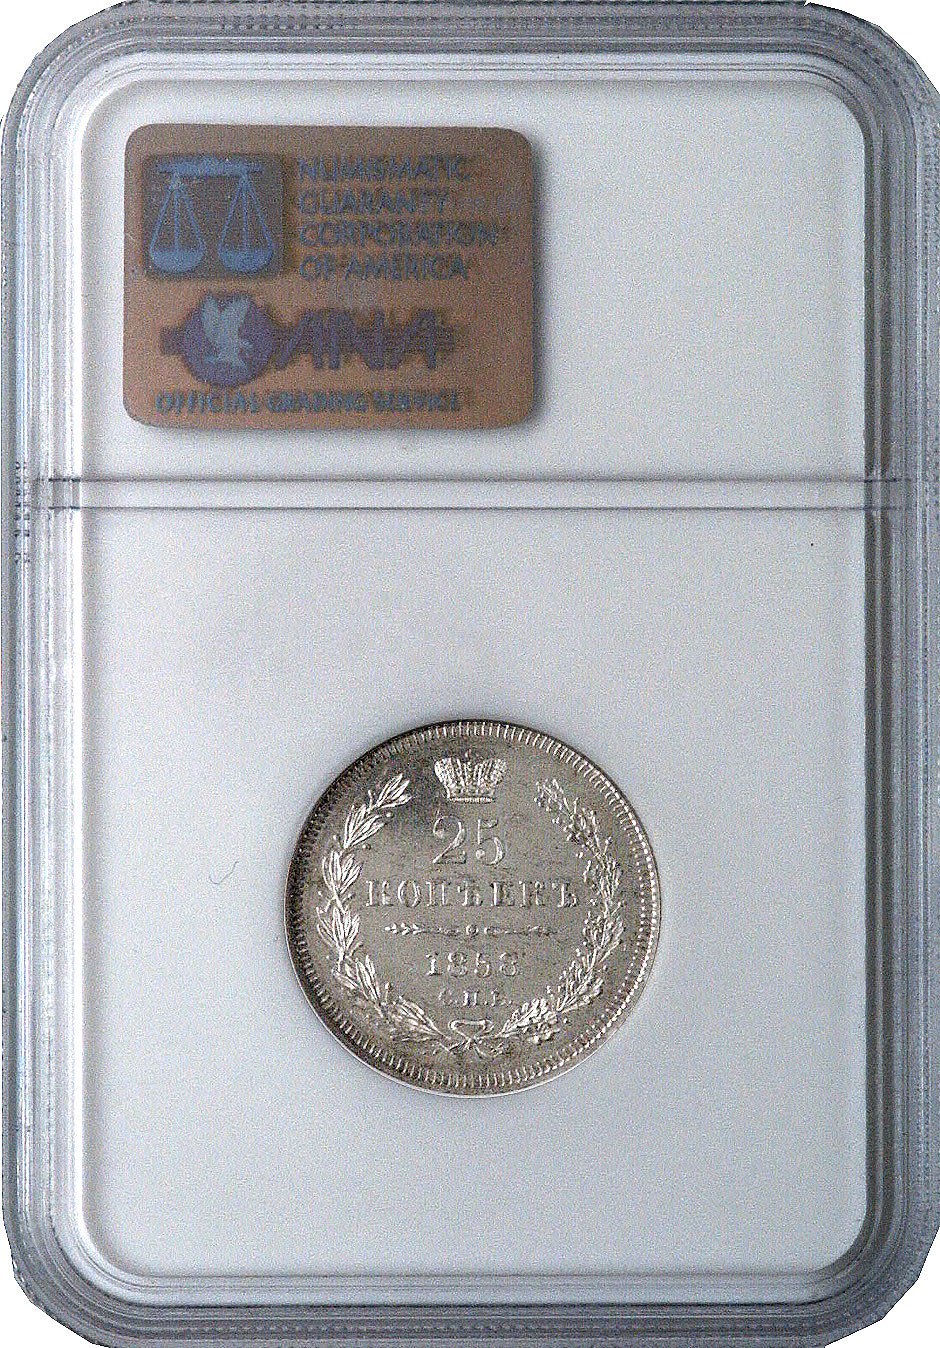 NUMISMATIC
GUARANTY
CORPORATION
OF AMERICA
ANA
OFFICIAL GRADING SERVICE
25
КОПѢЕКЪ
1858
С.П.Б.